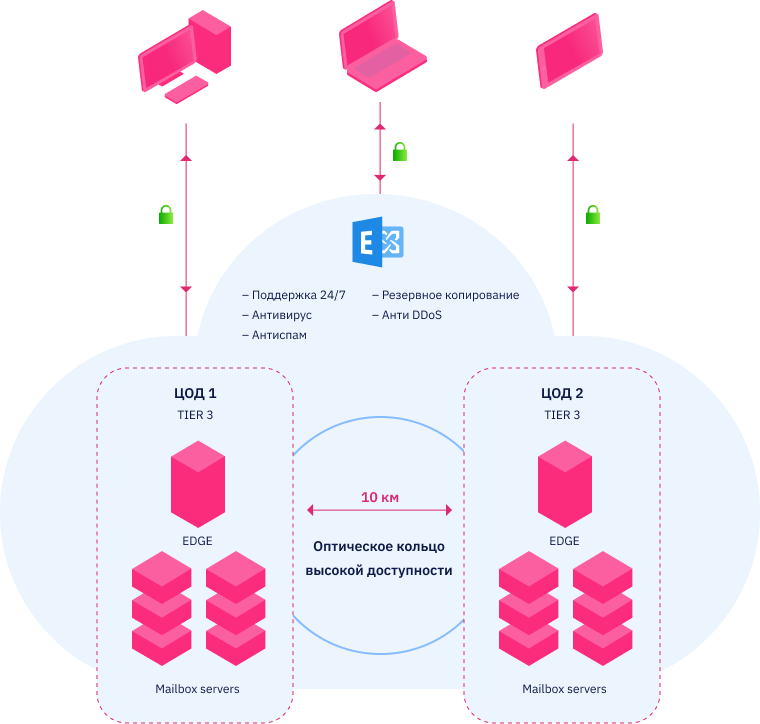 E
– Поддержка 24/7
– Антивирус
– Антиспам
– Резервное копирование
– Анти DDoS
ЦОД 1
TIER 3
EDGE
Mailbox servers
10 км
Оптическое кольцо
высокой доступности
ЦОД 2
TIER 3
EDGE
Mailbox servers